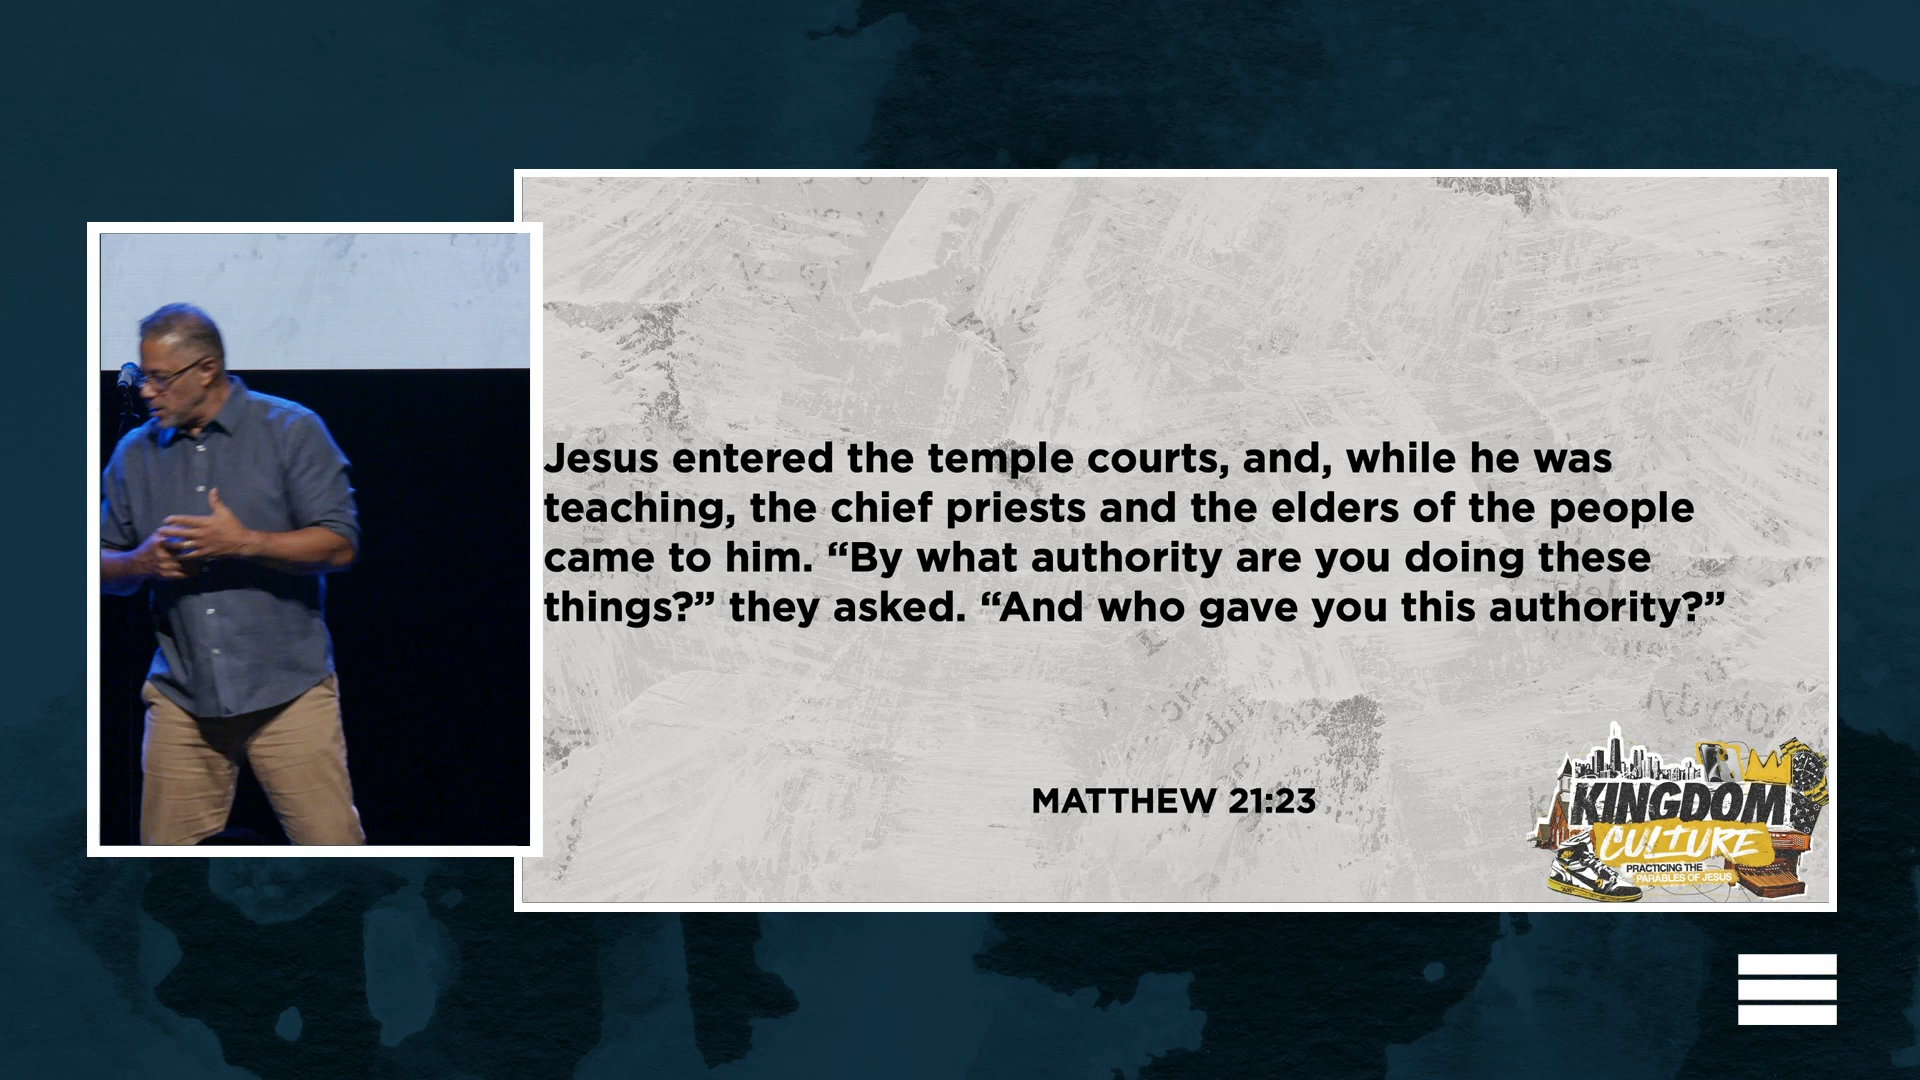 Jesus entered the temple courts, and, while he was
teaching, the chief priests and the elders of the people
came to him. “By what authority are you doing these
things?” they asked. “And who gave you this authority?”
MATTHEW 21:23
KINGDOM
CULTURE
PRACTICING THE
PARABLES OF JESUS